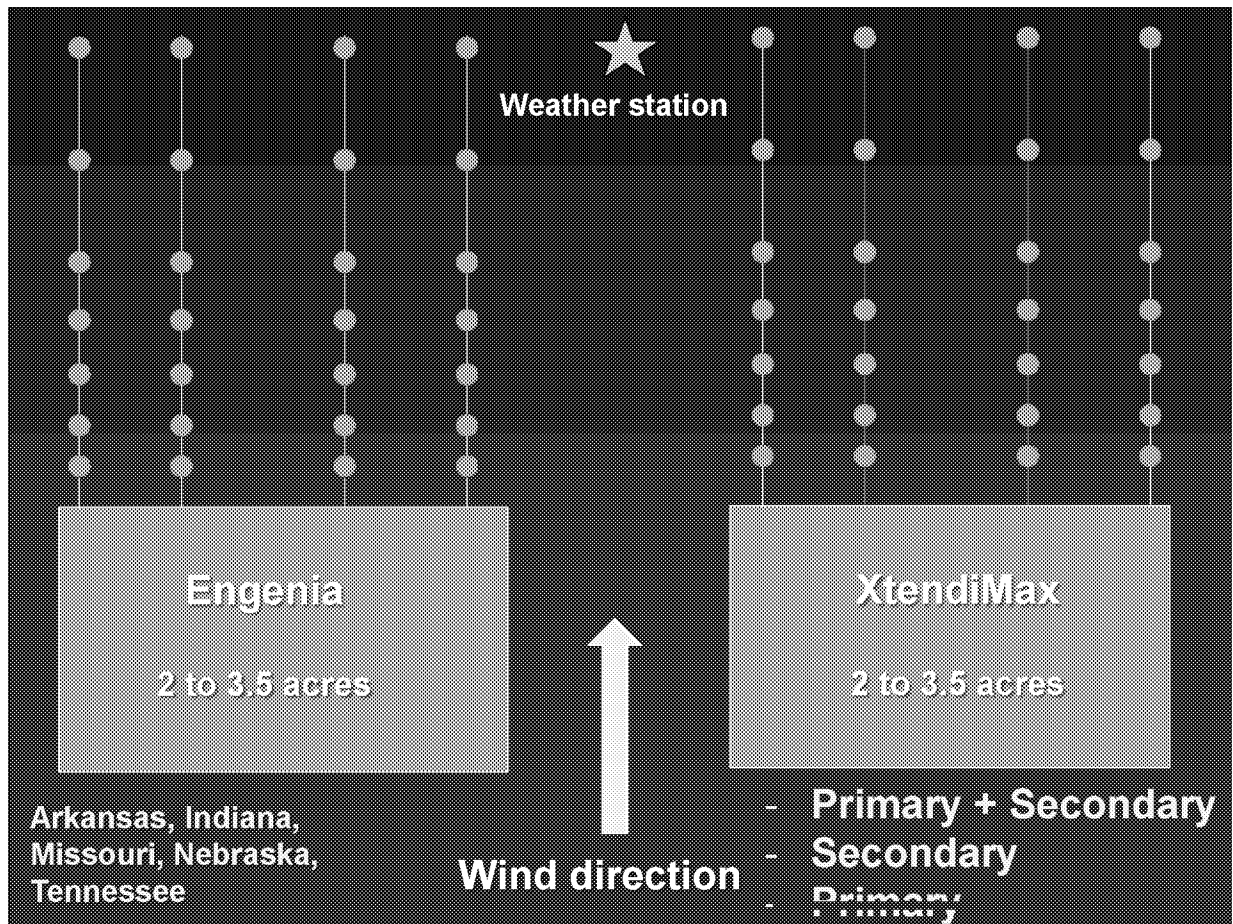 Weather station
Engenia
XtendiMax
2 to 3.5 acres
2 to 3.5 acres
Arkansas, Indiana,
Missouri, Nebraska,
Tennessee
Wind direction
- Primary + Secondary
- Secondary
- Primary